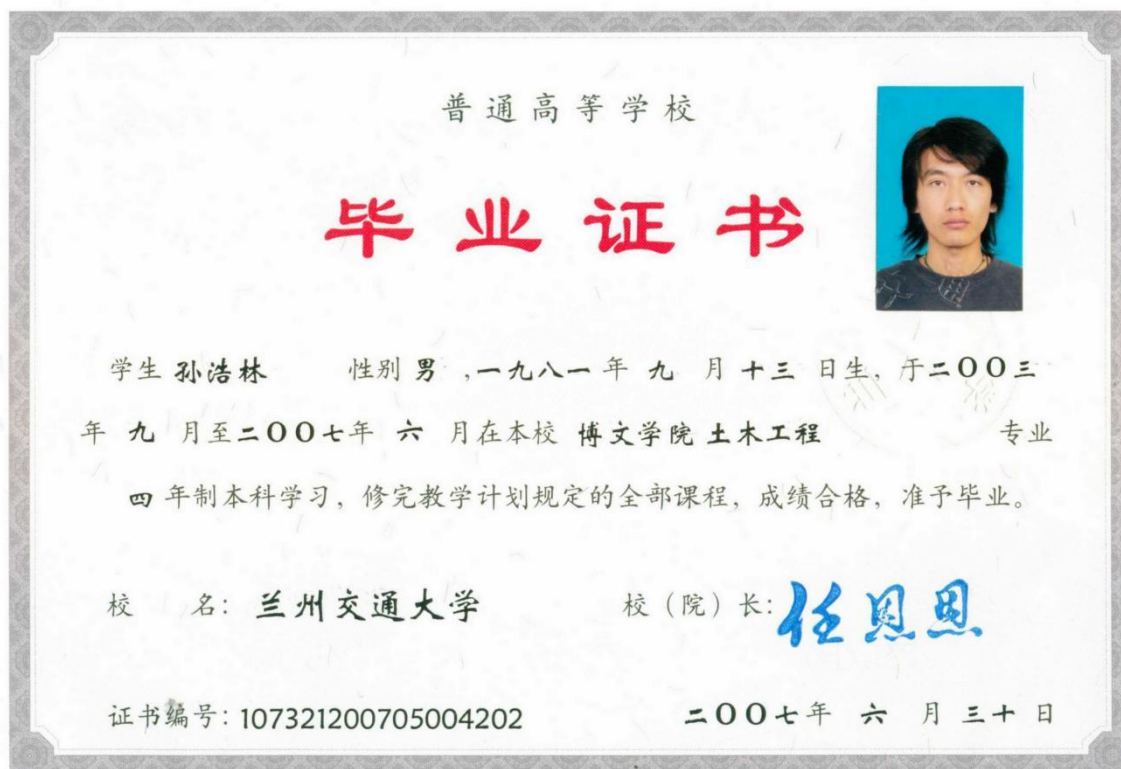 普通高等学校
毕业证书
学生 孙浩林 性别 男 ,一九八一 年 九 月 十三 日生，于二〇〇三
年 九 月至二〇〇七年 六 月在本校 博文学院 土木工程 专业
四 年制本科学习，修完教学计划规定的全部课程，成绩合格，准予毕业。
校 名：兰州交通大学 校（院）长：任恩恩
证书编号：107321200705004202 二〇〇七年 六 月 三十 日